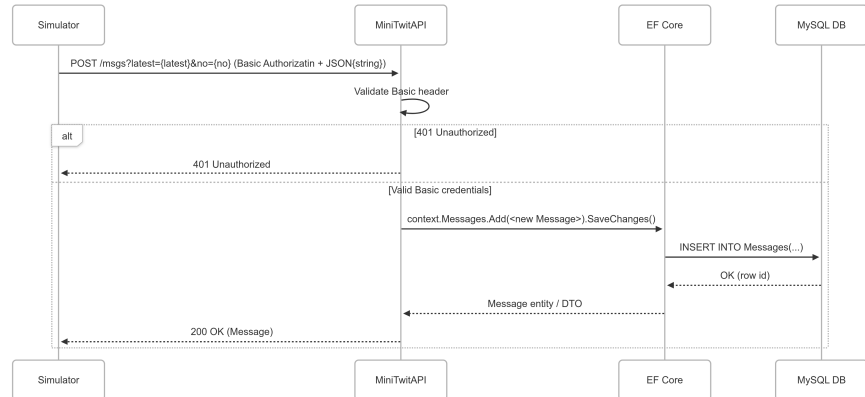 Simulator
MiniTwitAPI
EF Core
MySQL DB
POST /msgs?latest={latest}&no={no} (Basic Authorizatin + JSON{string})
Validate Basic header
alt
[401 Unauthorized]
401 Unauthorized
[Valid Basic credentials]
context.Messages.Add(<new Message>).SaveChanges()
INSERT INTO Messages(...)
OK (row id)
Message entity / DTO
200 OK (Message)
Simulator
MiniTwitAPI
EF Core
MySQL DB